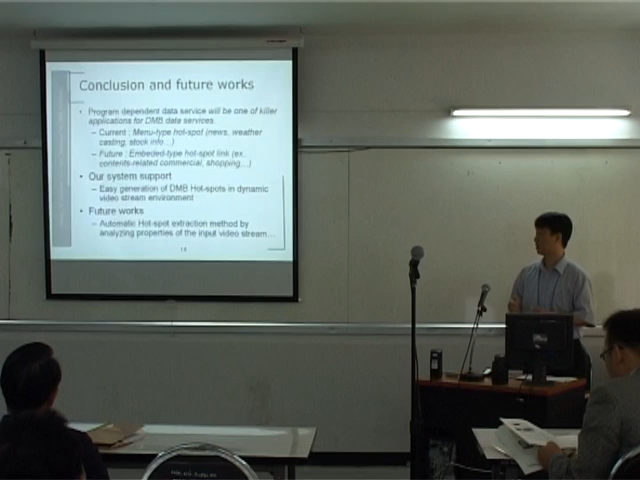 Conclusion and future works
• Program dependent data service will be one of killer
applications for DMB data services.
– Current : Menu-type hot-spot (news, weather
casting, stock info...)
– Future : Embeded-type hot-spot link (ex.
contents-related commercial, shopping...)
• Our system support
– Easy generation of DMB Hot-spots in dynamic
video stream environment
• Future works
– Automatic Hot-spot extraction method by
analyzing properties of the input video stream...